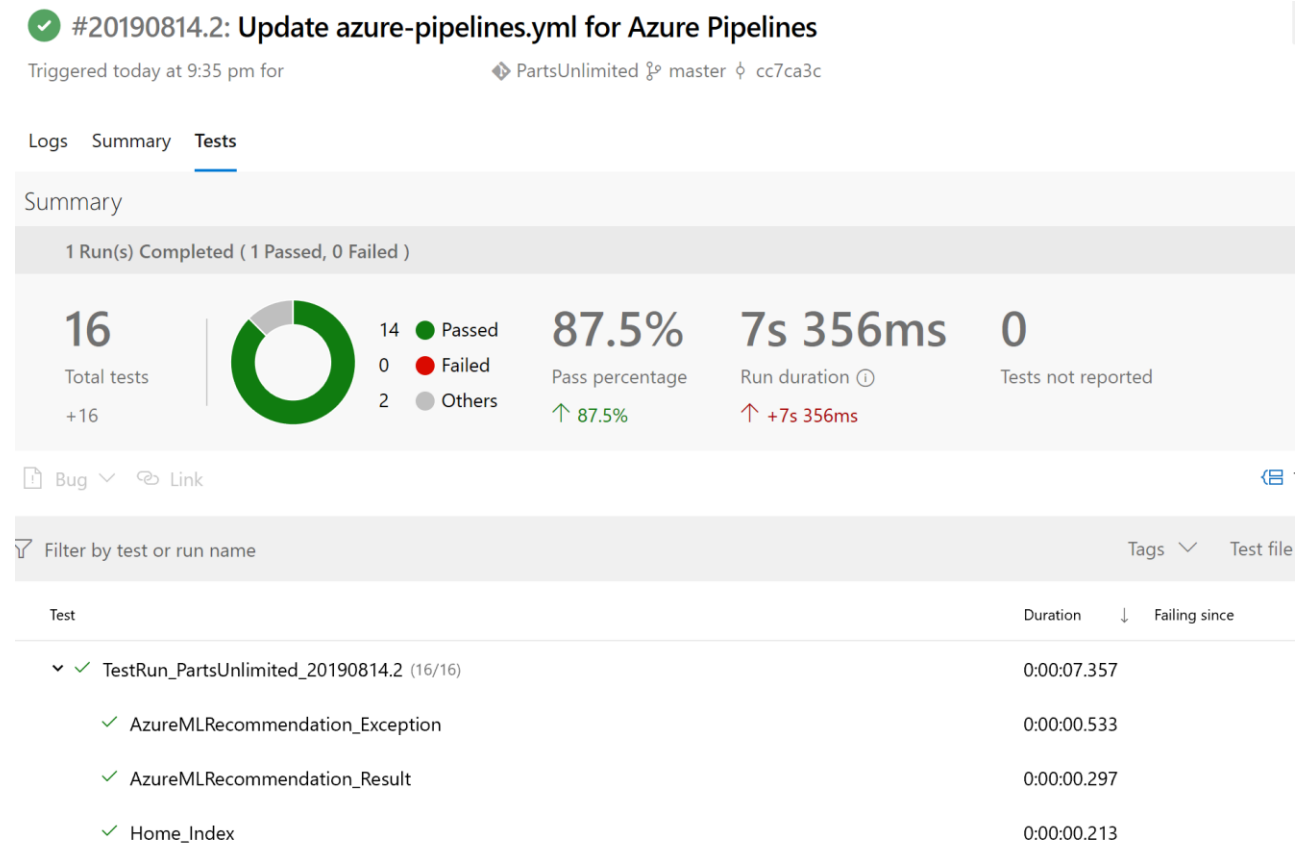 #20190814.2: Update azure-pipelines.yml for Azure Pipelines
Triggered today at 9:35 pm for PartsUnlimited master cc7ca3c
Logs Summary Tests
Summary
1 Run(s) Completed ( 1 Passed, 0 Failed )
16 Total tests +16
14 Passed
0 Failed
2 Others
87.5% Pass percentage 87.5%
7s 356ms Run duration +7s 356ms
0 Tests not reported
Bug Link
Filter by test or run name Tags Test file
Test Duration Failing since
TestRun_PartsUnlimited_20190814.2 (16/16) 0:00:07.357
AzureMLRecommendation_Exception 0:00:00.533
AzureMLRecommendation_Result 0:00:00.297
Home_Index 0:00:00.213